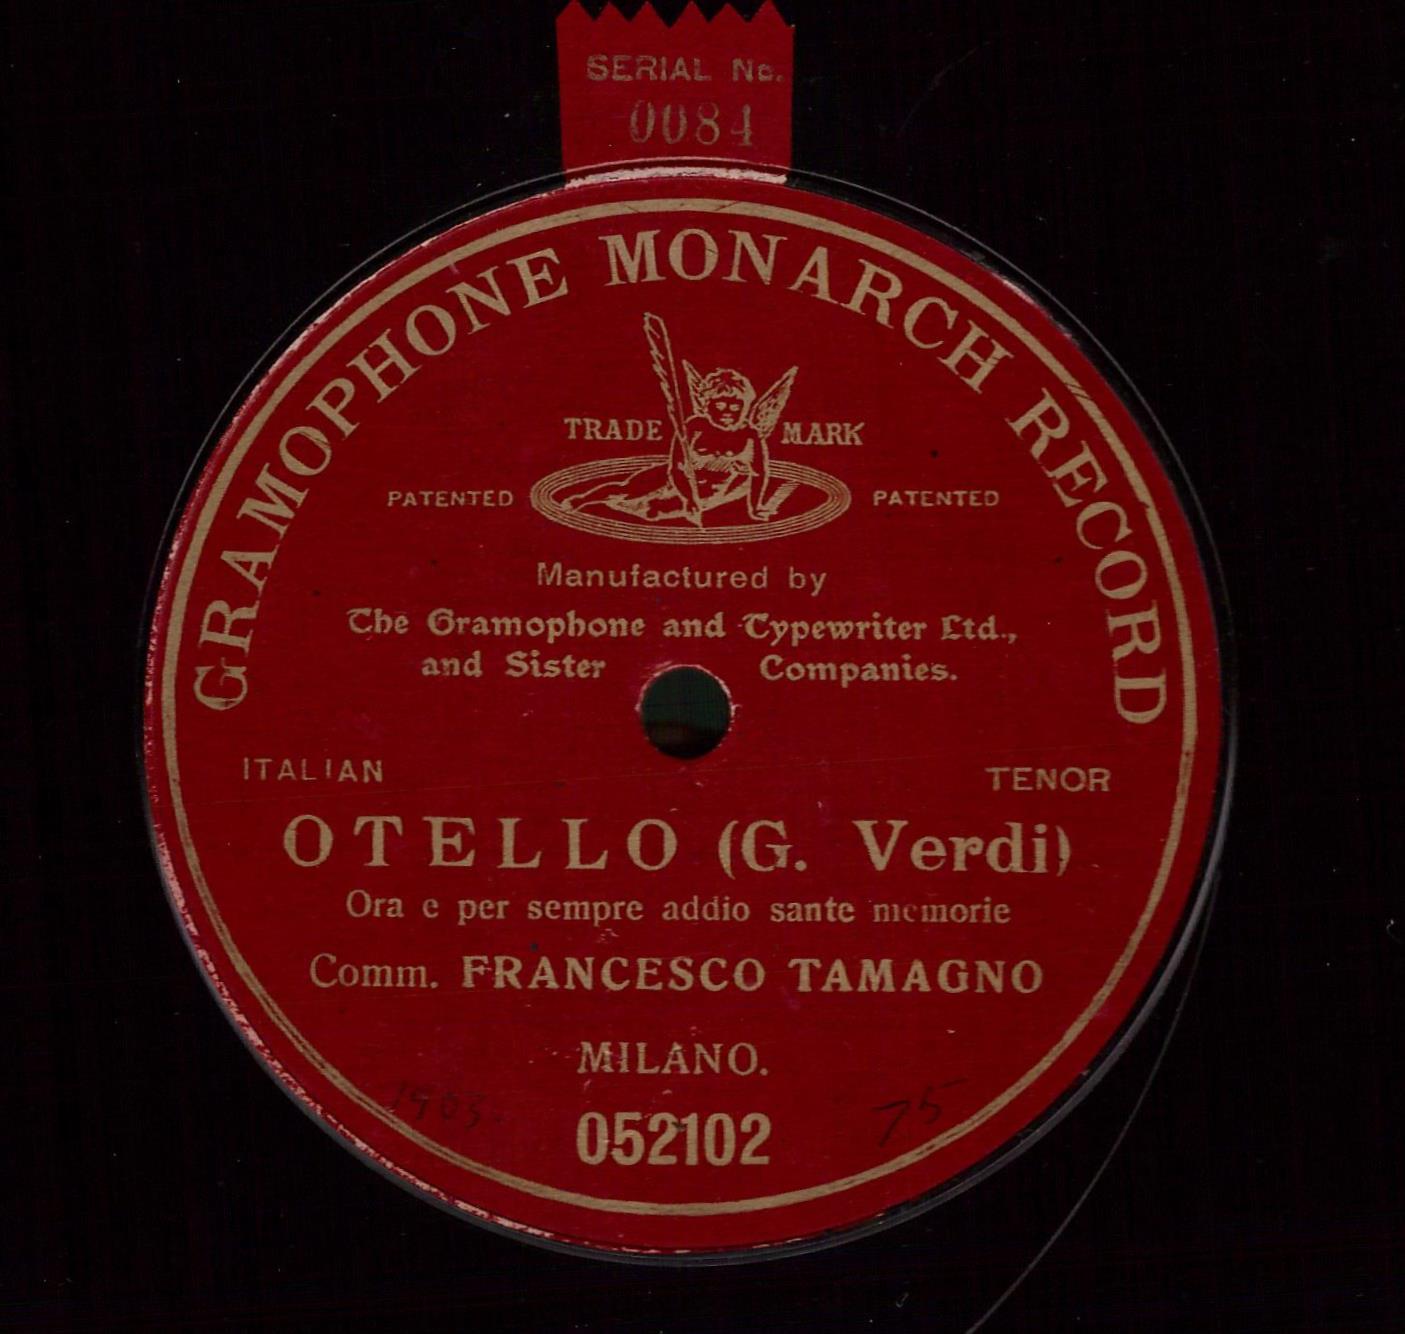 SERIAL No.
0084
GRAMOPHONE MONARCH RECORD
TRADE MARK
PATENTED PATENTED
Manufactured by
The Gramophone and Typewriter Ltd.,
and Sister Companies.
ITALIAN TENOR
OTELLO (G. Verdi)
Ora e per sempre addio sante memorie
Comm. FRANCESCO TAMAGNO
MILANO.
1903. 75
052102